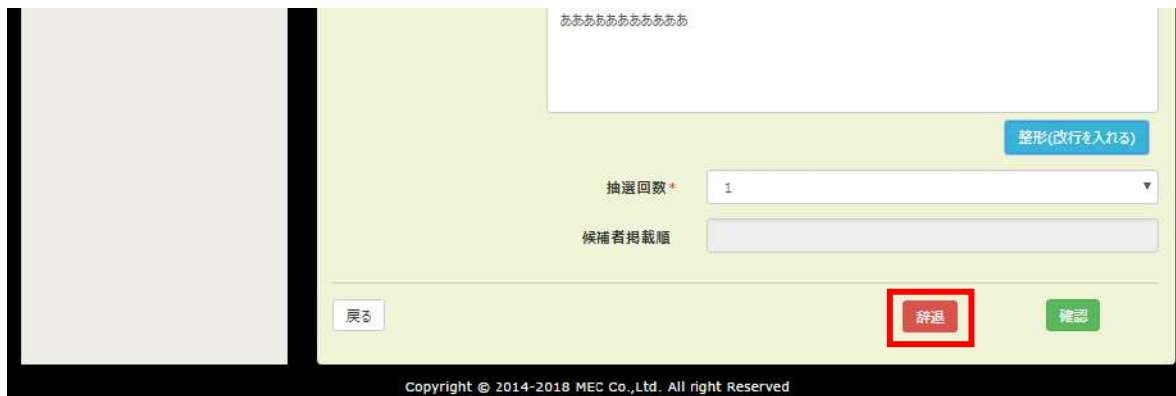 ああああああああああああ
整形(改行を入れる)
抽選回数*
1
候補者掲載順
戻る
辞退
確認
Copyright © 2014-2018 MEC Co.,Ltd. All right Reserved